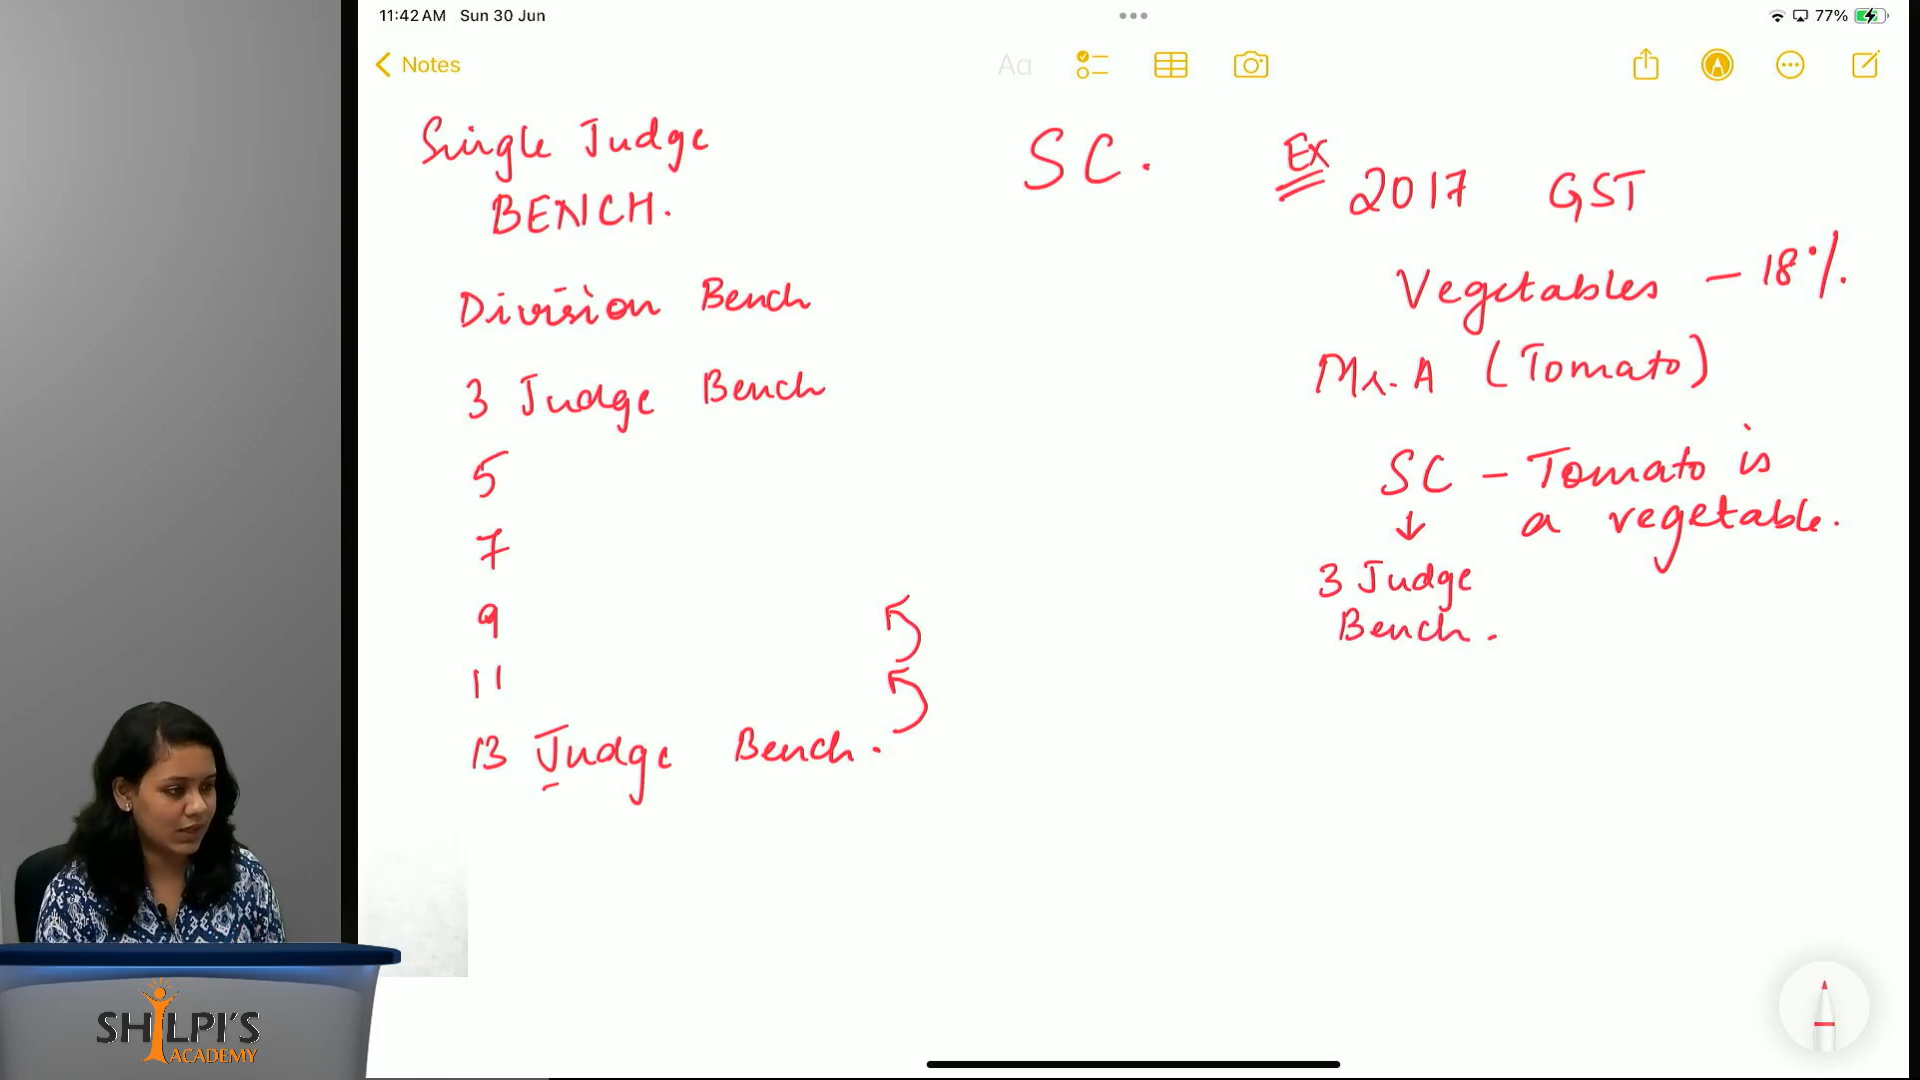 11:42 AM Sun 30 Jun
77%
Notes
Aa
Single Judge
BENCH.
Division Bench
3 Judge Bench
5
7
9
11
13 Judge Bench.
SC.
Ex
2017 GST
Vegetables - 18%.
Mr. A (Tomato)
SC - Tomato is
a vegetable.
3 Judge
Bench.
SHILPI'S
ACADEMY